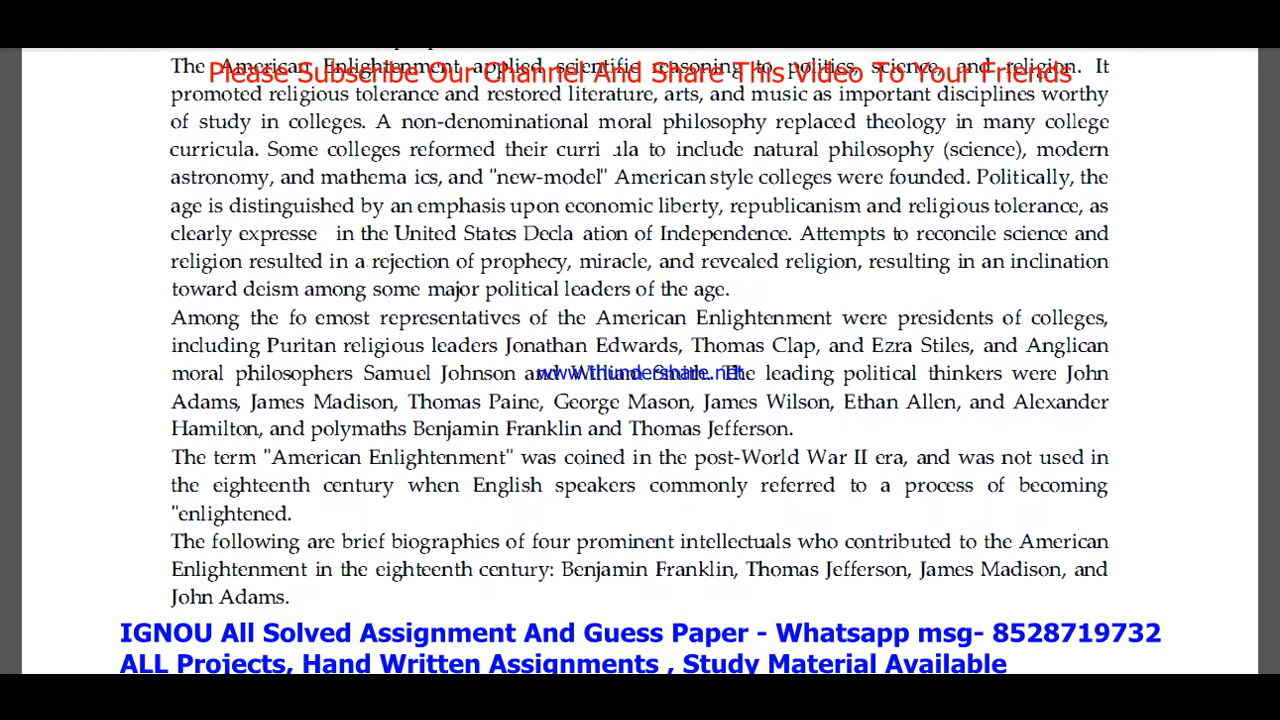 The American Enlightenment applied scientific reasoning to politics, science, and religion. It
Please Subscribe Our Channel And Share This Video To Your Friends
promoted religious tolerance and restored literature, arts, and music as important disciplines worthy
of study in colleges. A non-denominational moral philosophy replaced theology in many college
curricula. Some colleges reformed their curri .la to include natural philosophy (science), modern
astronomy, and mathema ics, and "new-model" American style colleges were founded. Politically, the
age is distinguished by an emphasis upon economic liberty, republicanism and religious tolerance, as
clearly expresse in the United States Decla ation of Independence. Attempts to reconcile science and
religion resulted in a rejection of prophecy, miracle, and revealed religion, resulting in an inclination
toward deism among some major political leaders of the age.
Among the fo emost representatives of the American Enlightenment were presidents of colleges,
including Puritan religious leaders Jonathan Edwards, Thomas Clap, and Ezra Stiles, and Anglican
moral philosophers Samuel Johnson and William Smith. The leading political thinkers were John
www.thundershare.net
Adams, James Madison, Thomas Paine, George Mason, James Wilson, Ethan Allen, and Alexander
Hamilton, and polymaths Benjamin Franklin and Thomas Jefferson.
The term "American Enlightenment" was coined in the post-World War II era, and was not used in
the eighteenth century when English speakers commonly referred to a process of becoming
"enlightened.
The following are brief biographies of four prominent intellectuals who contributed to the American
Enlightenment in the eighteenth century: Benjamin Franklin, Thomas Jefferson, James Madison, and
John Adams.
IGNOU All Solved Assignment And Guess Paper - Whatsapp msg- 8528719732
ALL Projects, Hand Written Assignments , Study Material Available